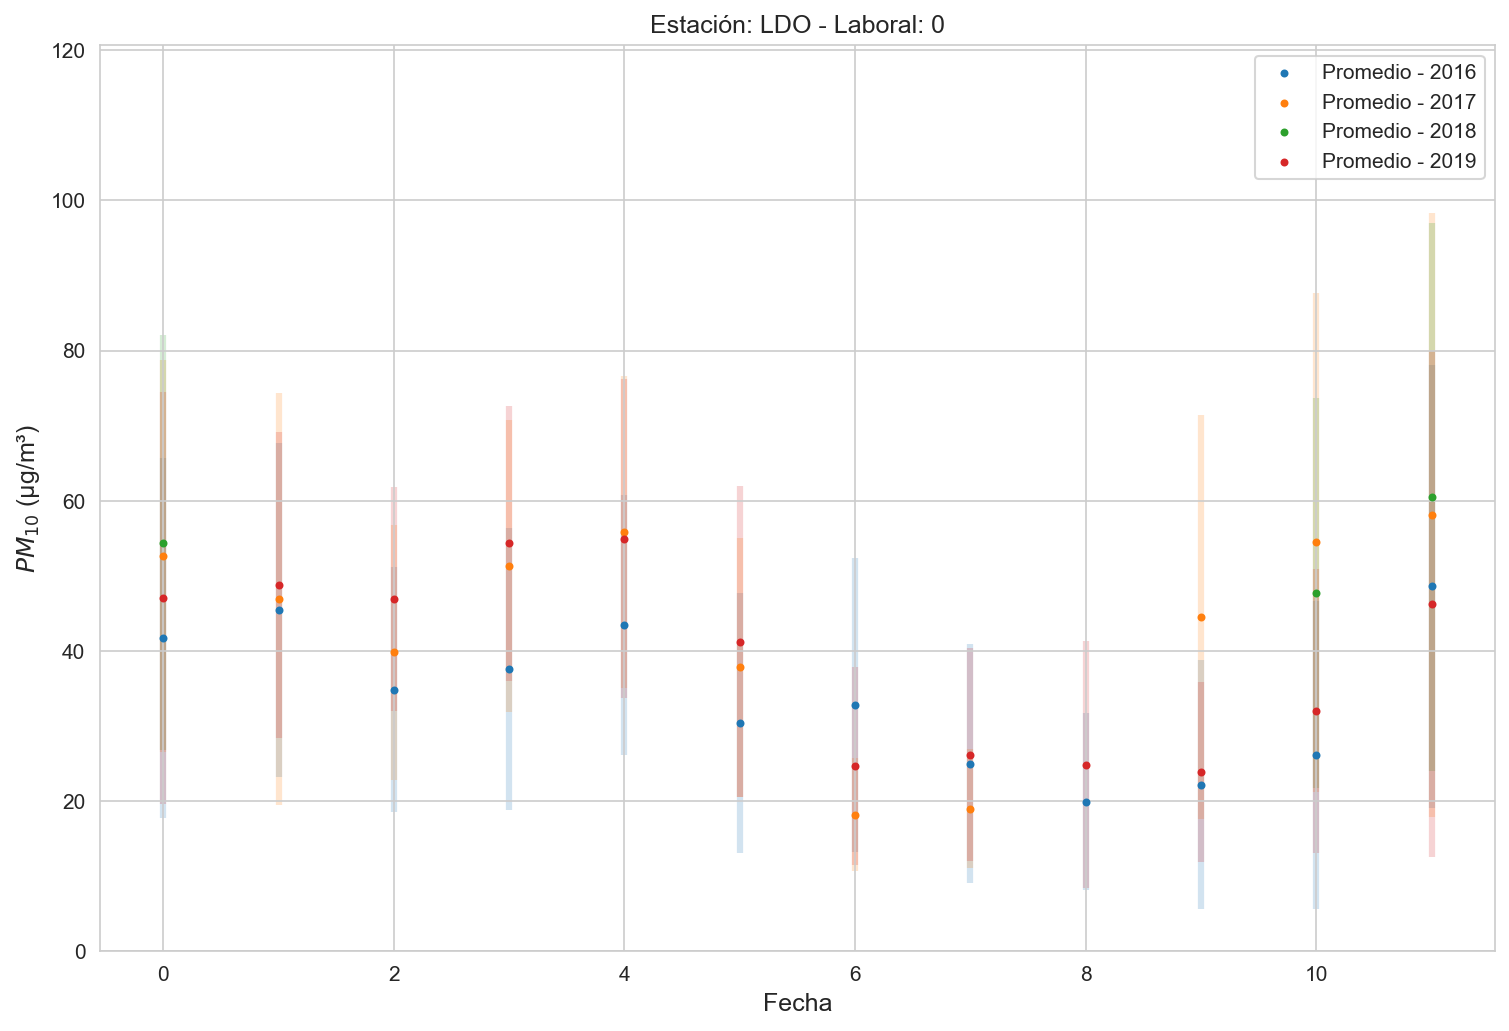 Estación: LDO - Laboral: 0
120
100
80
60
40
20
0
PM10 (µg/m³)
Promedio - 2016
Promedio - 2017
Promedio - 2018
Promedio - 2019
0 2 4 6 8 10
Fecha